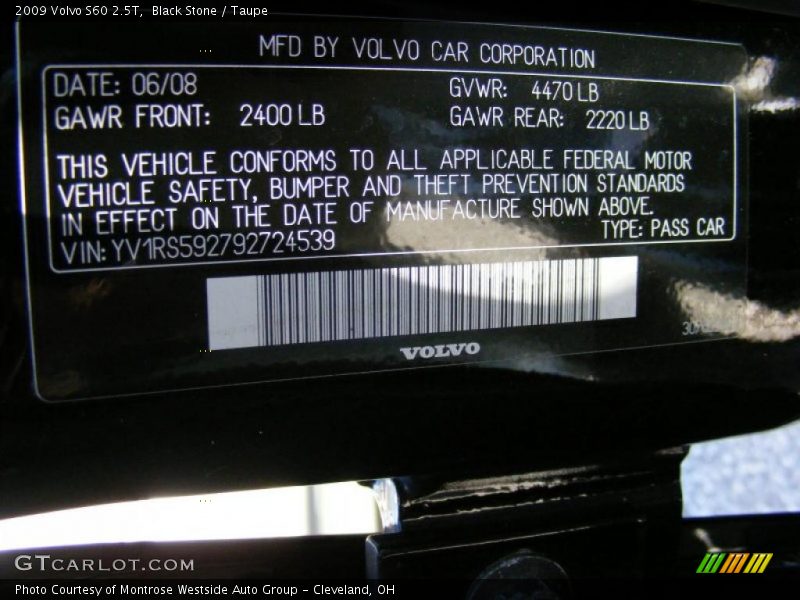 2009 Volvo S60 2.5T,  Black Stone / Taupe
MFD BY VOLVO CAR CORPORATION
DATE: 06/08 GVWR: 4470 LB
GAWR FRONT: 2400 LB GAWR REAR: 2220 LB
THIS VEHICLE CONFORMS TO ALL APPLICABLE FEDERAL MOTOR
VEHICLE SAFETY, BUMPER AND THEFT PREVENTION STANDARDS
IN EFFECT ON THE DATE OF MANUFACTURE SHOWN ABOVE.
VIN: YV1RS592792724539 TYPE: PASS CAR
VOLVO
GTCARLOT.COM
Photo Courtesy of Montrose Westside Auto Group - Cleveland, OH